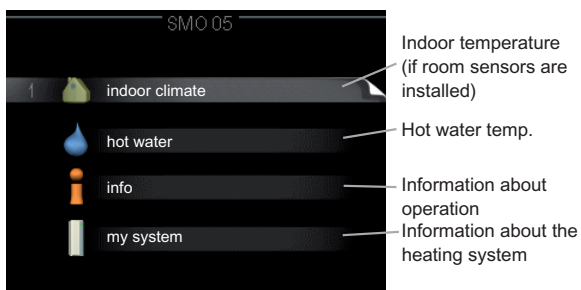 SMO 05
1
indoor climate
hot water
info
my system
Indoor temperature
(if room sensors are
installed)
Hot water temp.
Information about
operation
Information about the
heating system